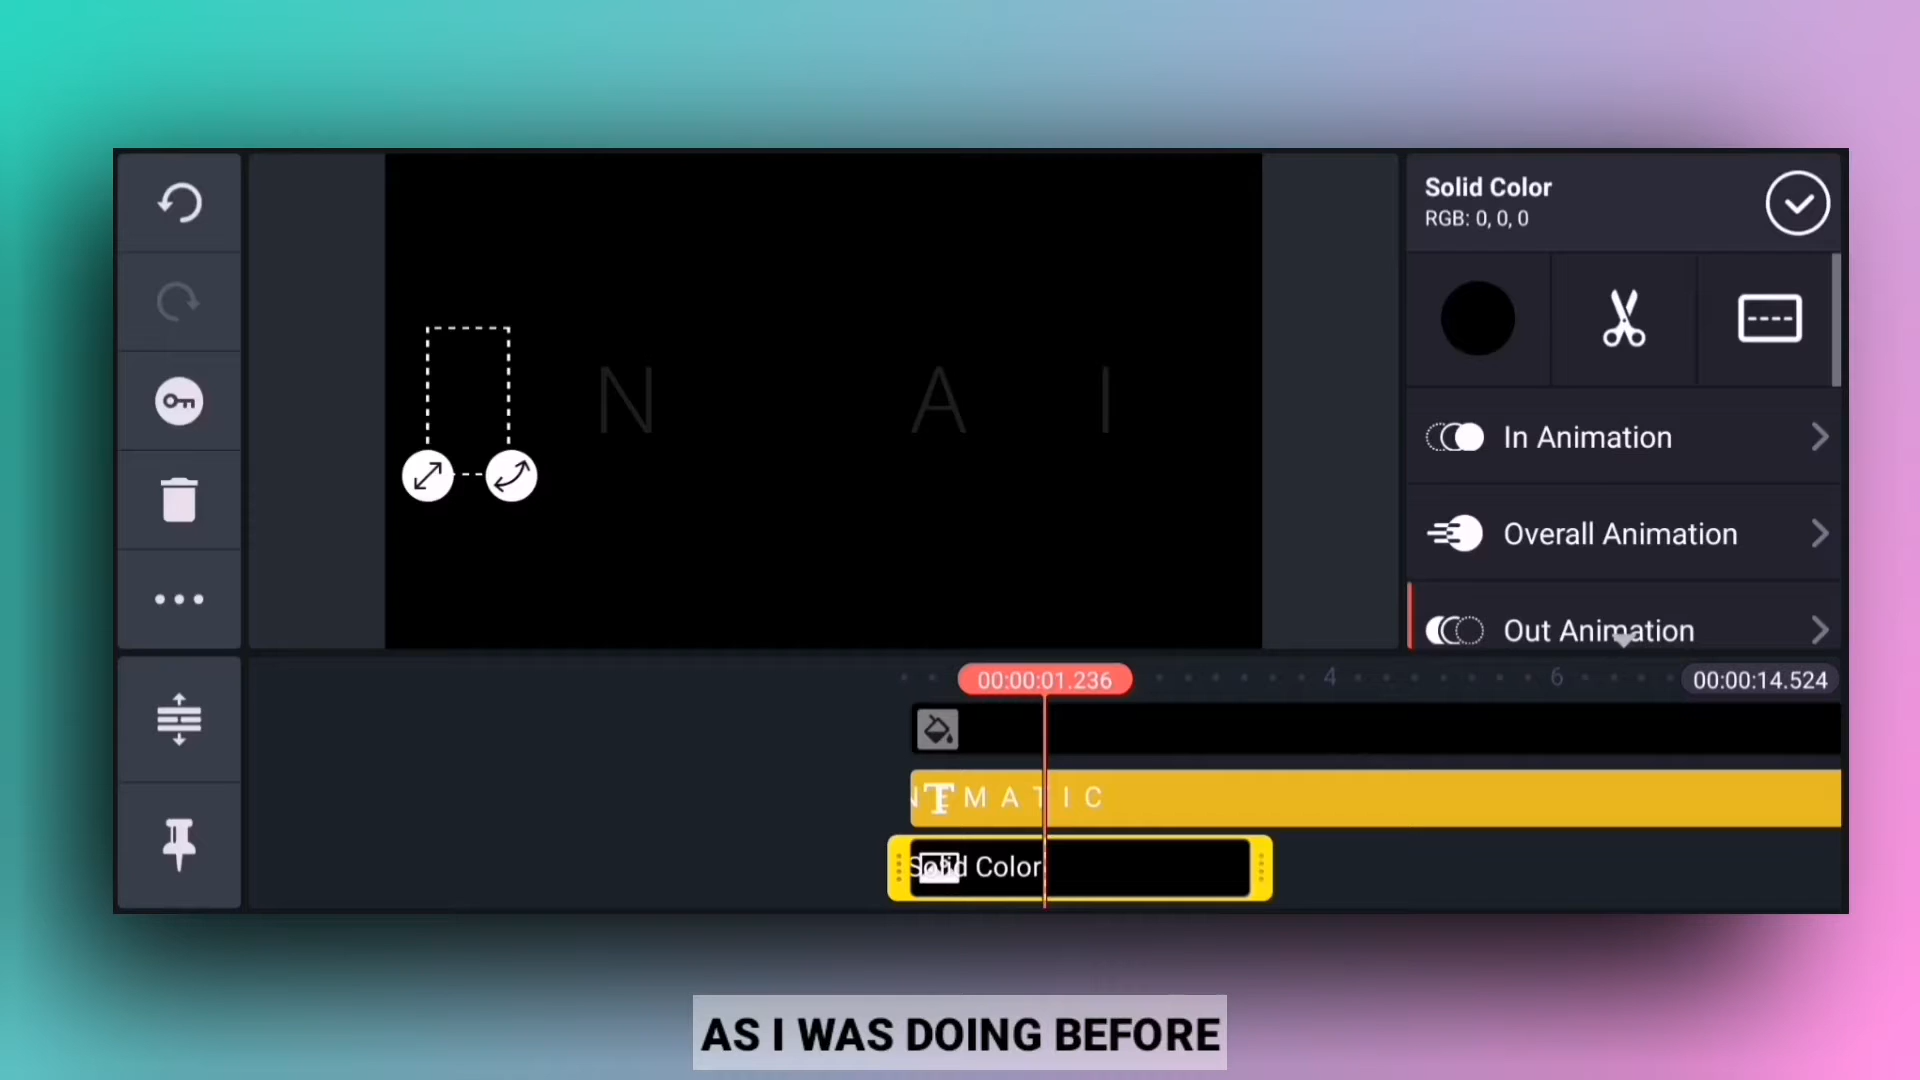 Solid Color
RGB: 0, 0, 0
N A I
In Animation
Overall Animation
Out Animation
00:00:01.236
4
6
00:00:14.524
N E M A T I C
Solid Color
AS I WAS DOING BEFORE